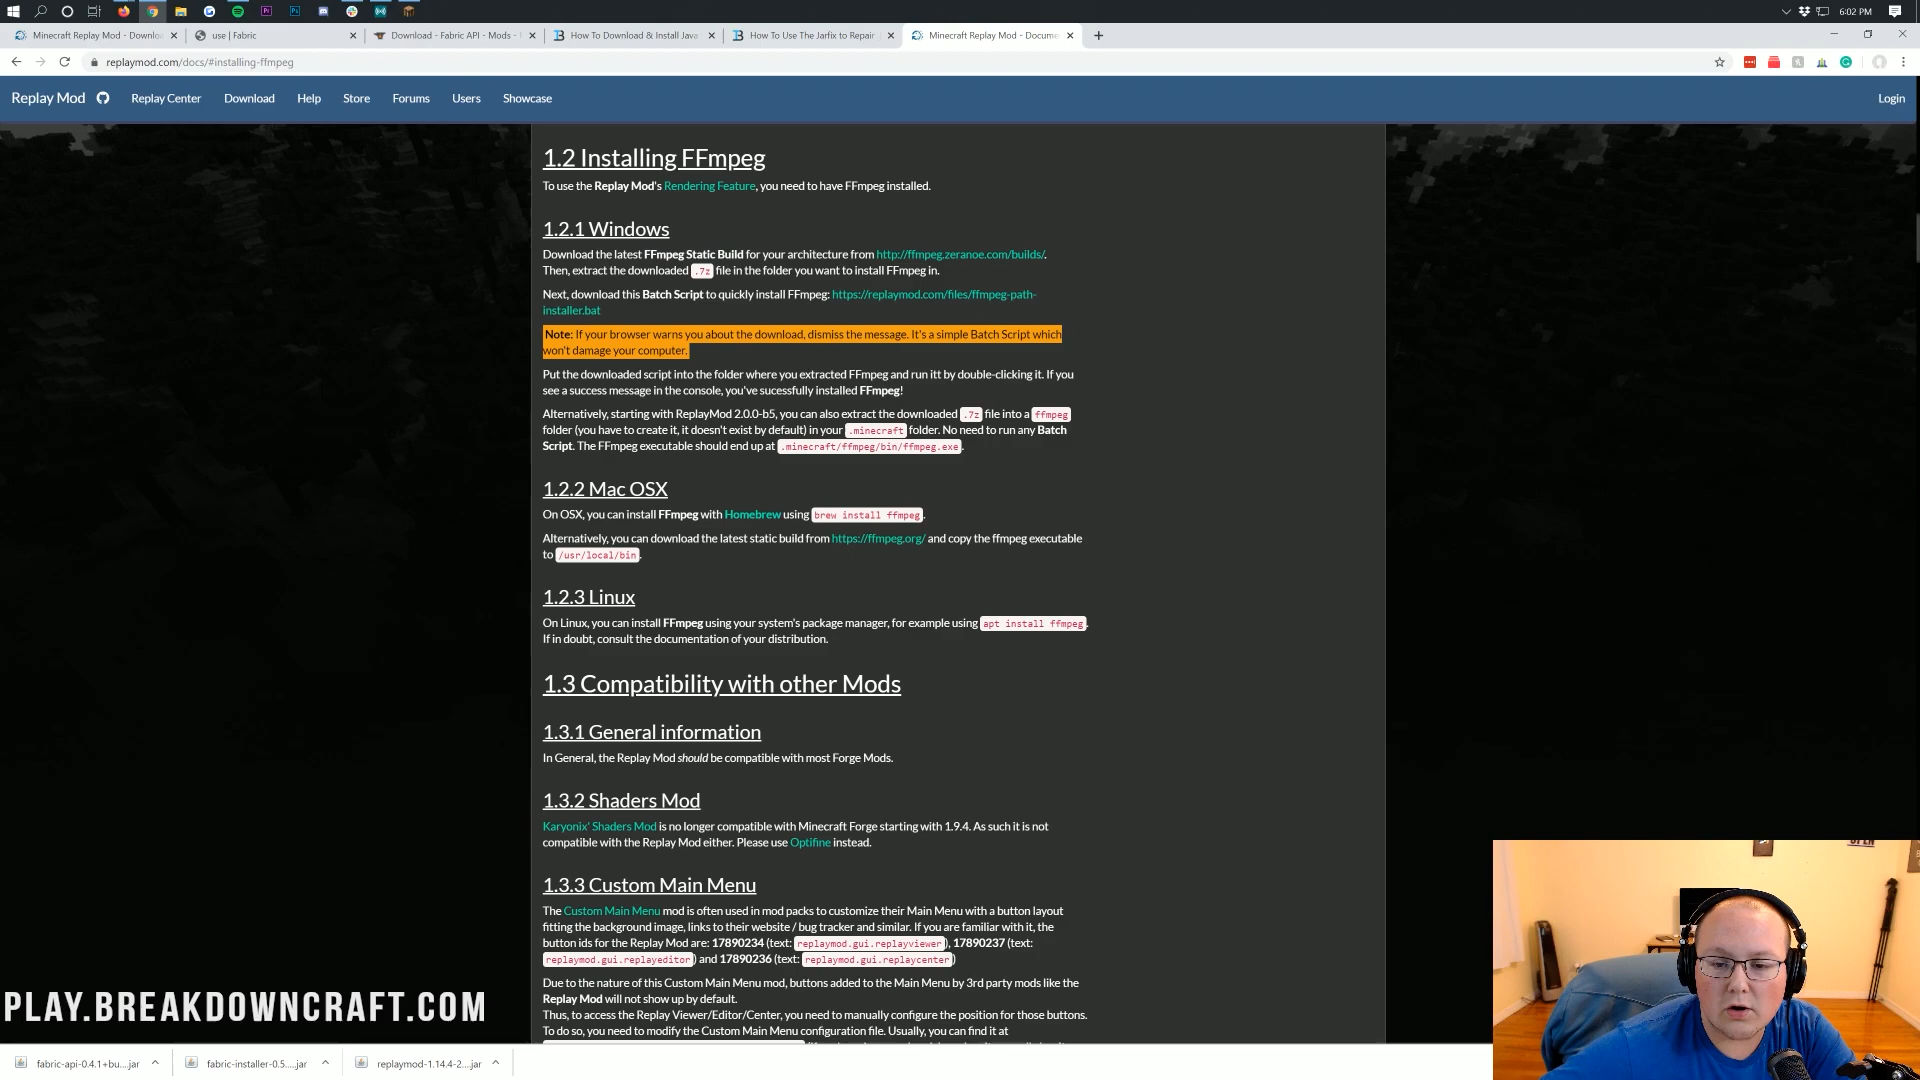 6:02 PM
Minecraft Replay Mod - Downlo
use | Fabric
Download - Fabric API - Mods -
How To Download & Install Java
How To Use The Jarfix to Repair
Minecraft Replay Mod - Docume
replaymod.com/docs/#installing-ffmpeg
Replay Mod Replay Center Download Help Store Forums Users Showcase Login
1.2 Installing FFmpeg
To use the Replay Mod's Rendering Feature, you need to have FFmpeg installed.
1.2.1 Windows
Download the latest FFmpeg Static Build for your architecture from http://ffmpeg.zeranoe.com/builds/.
Then, extract the downloaded .7z file in the folder you want to install FFmpeg in.
Next, download this Batch Script to quickly install FFmpeg: https://replaymod.com/files/ffmpeg-path-
installer.bat
Note: If your browser warns you about the download, dismiss the message. It's a simple Batch Script which
won't damage your computer.
Put the downloaded script into the folder where you extracted FFmpeg and run itt by double-clicking it. If you
see a success message in the console, you've sucessfully installed FFmpeg!
Alternatively, starting with ReplayMod 2.0.0-b5, you can also extract the downloaded .7z file into a ffmpeg
folder (you have to create it, it doesn't exist by default) in your .minecraft folder. No need to run any Batch
Script. The FFmpeg executable should end up at .minecraft/ffmpeg/bin/ffmpeg.exe.
1.2.2 Mac OSX
On OSX, you can install FFmpeg with Homebrew using brew install ffmpeg.
Alternatively, you can download the latest static build from https://ffmpeg.org/ and copy the ffmpeg executable
to /usr/local/bin.
1.2.3 Linux
On Linux, you can install FFmpeg using your system's package manager, for example using apt install ffmpeg.
If in doubt, consult the documentation of your distribution.
1.3 Compatibility with other Mods
1.3.1 General information
In General, the Replay Mod should be compatible with most Forge Mods.
1.3.2 Shaders Mod
Karyonix' Shaders Mod is no longer compatible with Minecraft Forge starting with 1.9.4. As such it is not
compatible with the Replay Mod either. Please use Optifine instead.
1.3.3 Custom Main Menu
The Custom Main Menu mod is often used in mod packs to customize their Main Menu with a button layout
fitting the background image, links to their website / bug tracker and similar. If you are familiar with it, the
button ids for the Replay Mod are: 17890234 (text: replaymod.gui.replayviewer), 17890237 (text:
replaymod.gui.replayeditor) and 17890236 (text: replaymod.gui.replaycenter)
Due to the nature of this Custom Main Menu mod, buttons added to the Main Menu by 3rd party mods like the
Replay Mod will not show up by default.
Thus, to access the Replay Viewer/Editor/Center, you need to manually configure the position for those buttons.
To do so, you need to modify the Custom Main Menu configuration file. Usually, you can find it at
PLAY.BREAKDOWNCRAFT.COM
fabric-api-0.4.1+bu....jar
fabric-installer-0.5....jar
replaymod-1.14.4-2....jar